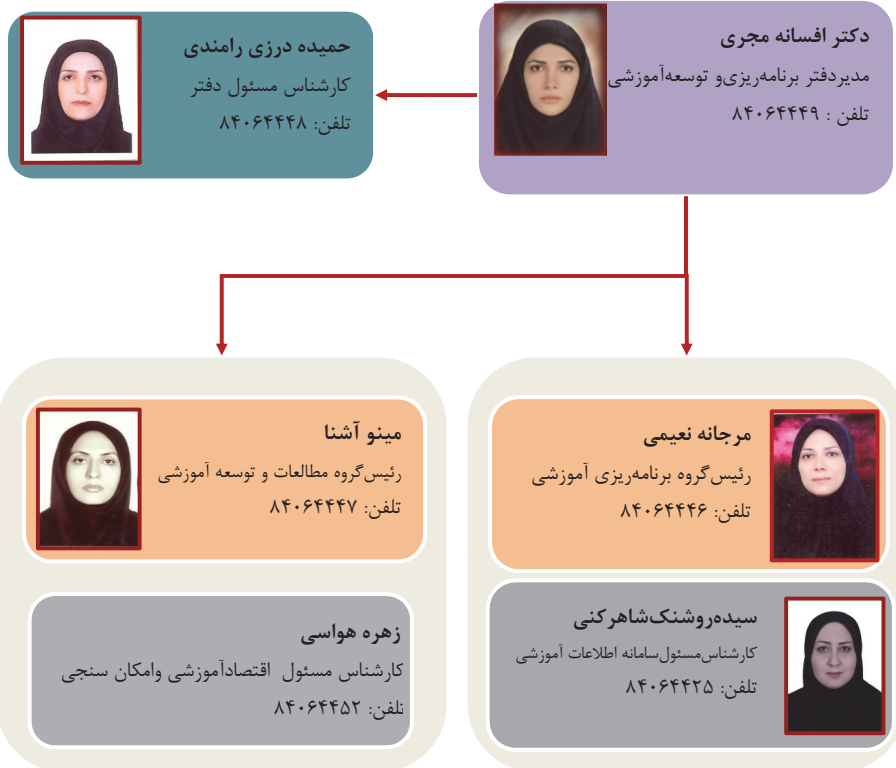 دکتر افسانه مجری
مدیردفتر برنامه‌ریزی‌و توسعه‌آموزشی
تلفن : ۸۴۰۶۴۴۴۹
حمیده درزی رامندی
کارشناس مسئول دفتر
تلفن: ۸۴۰۶۴۴۴۸
مرجانه نعیمی
رئیس‌گروه برنامه‌ریزی آموزشی
تلفن: ۸۴۰۶۴۴۴۶
سیده‌روشنک‌شاهرکنی
کارشناس‌مسئول‌سامانه اطلاعات آموزشی
تلفن: ۸۴۰۶۴۴۲۵
مینو آشنا
رئیس‌گروه مطالعات و توسعه آموزشی
تلفن: ۸۴۰۶۴۴۴۷
زهره هواسی
کارشناس مسئول اقتصادآموزشی وامکان سنجی
تلفن: ۸۴۰۶۴۴۵۲